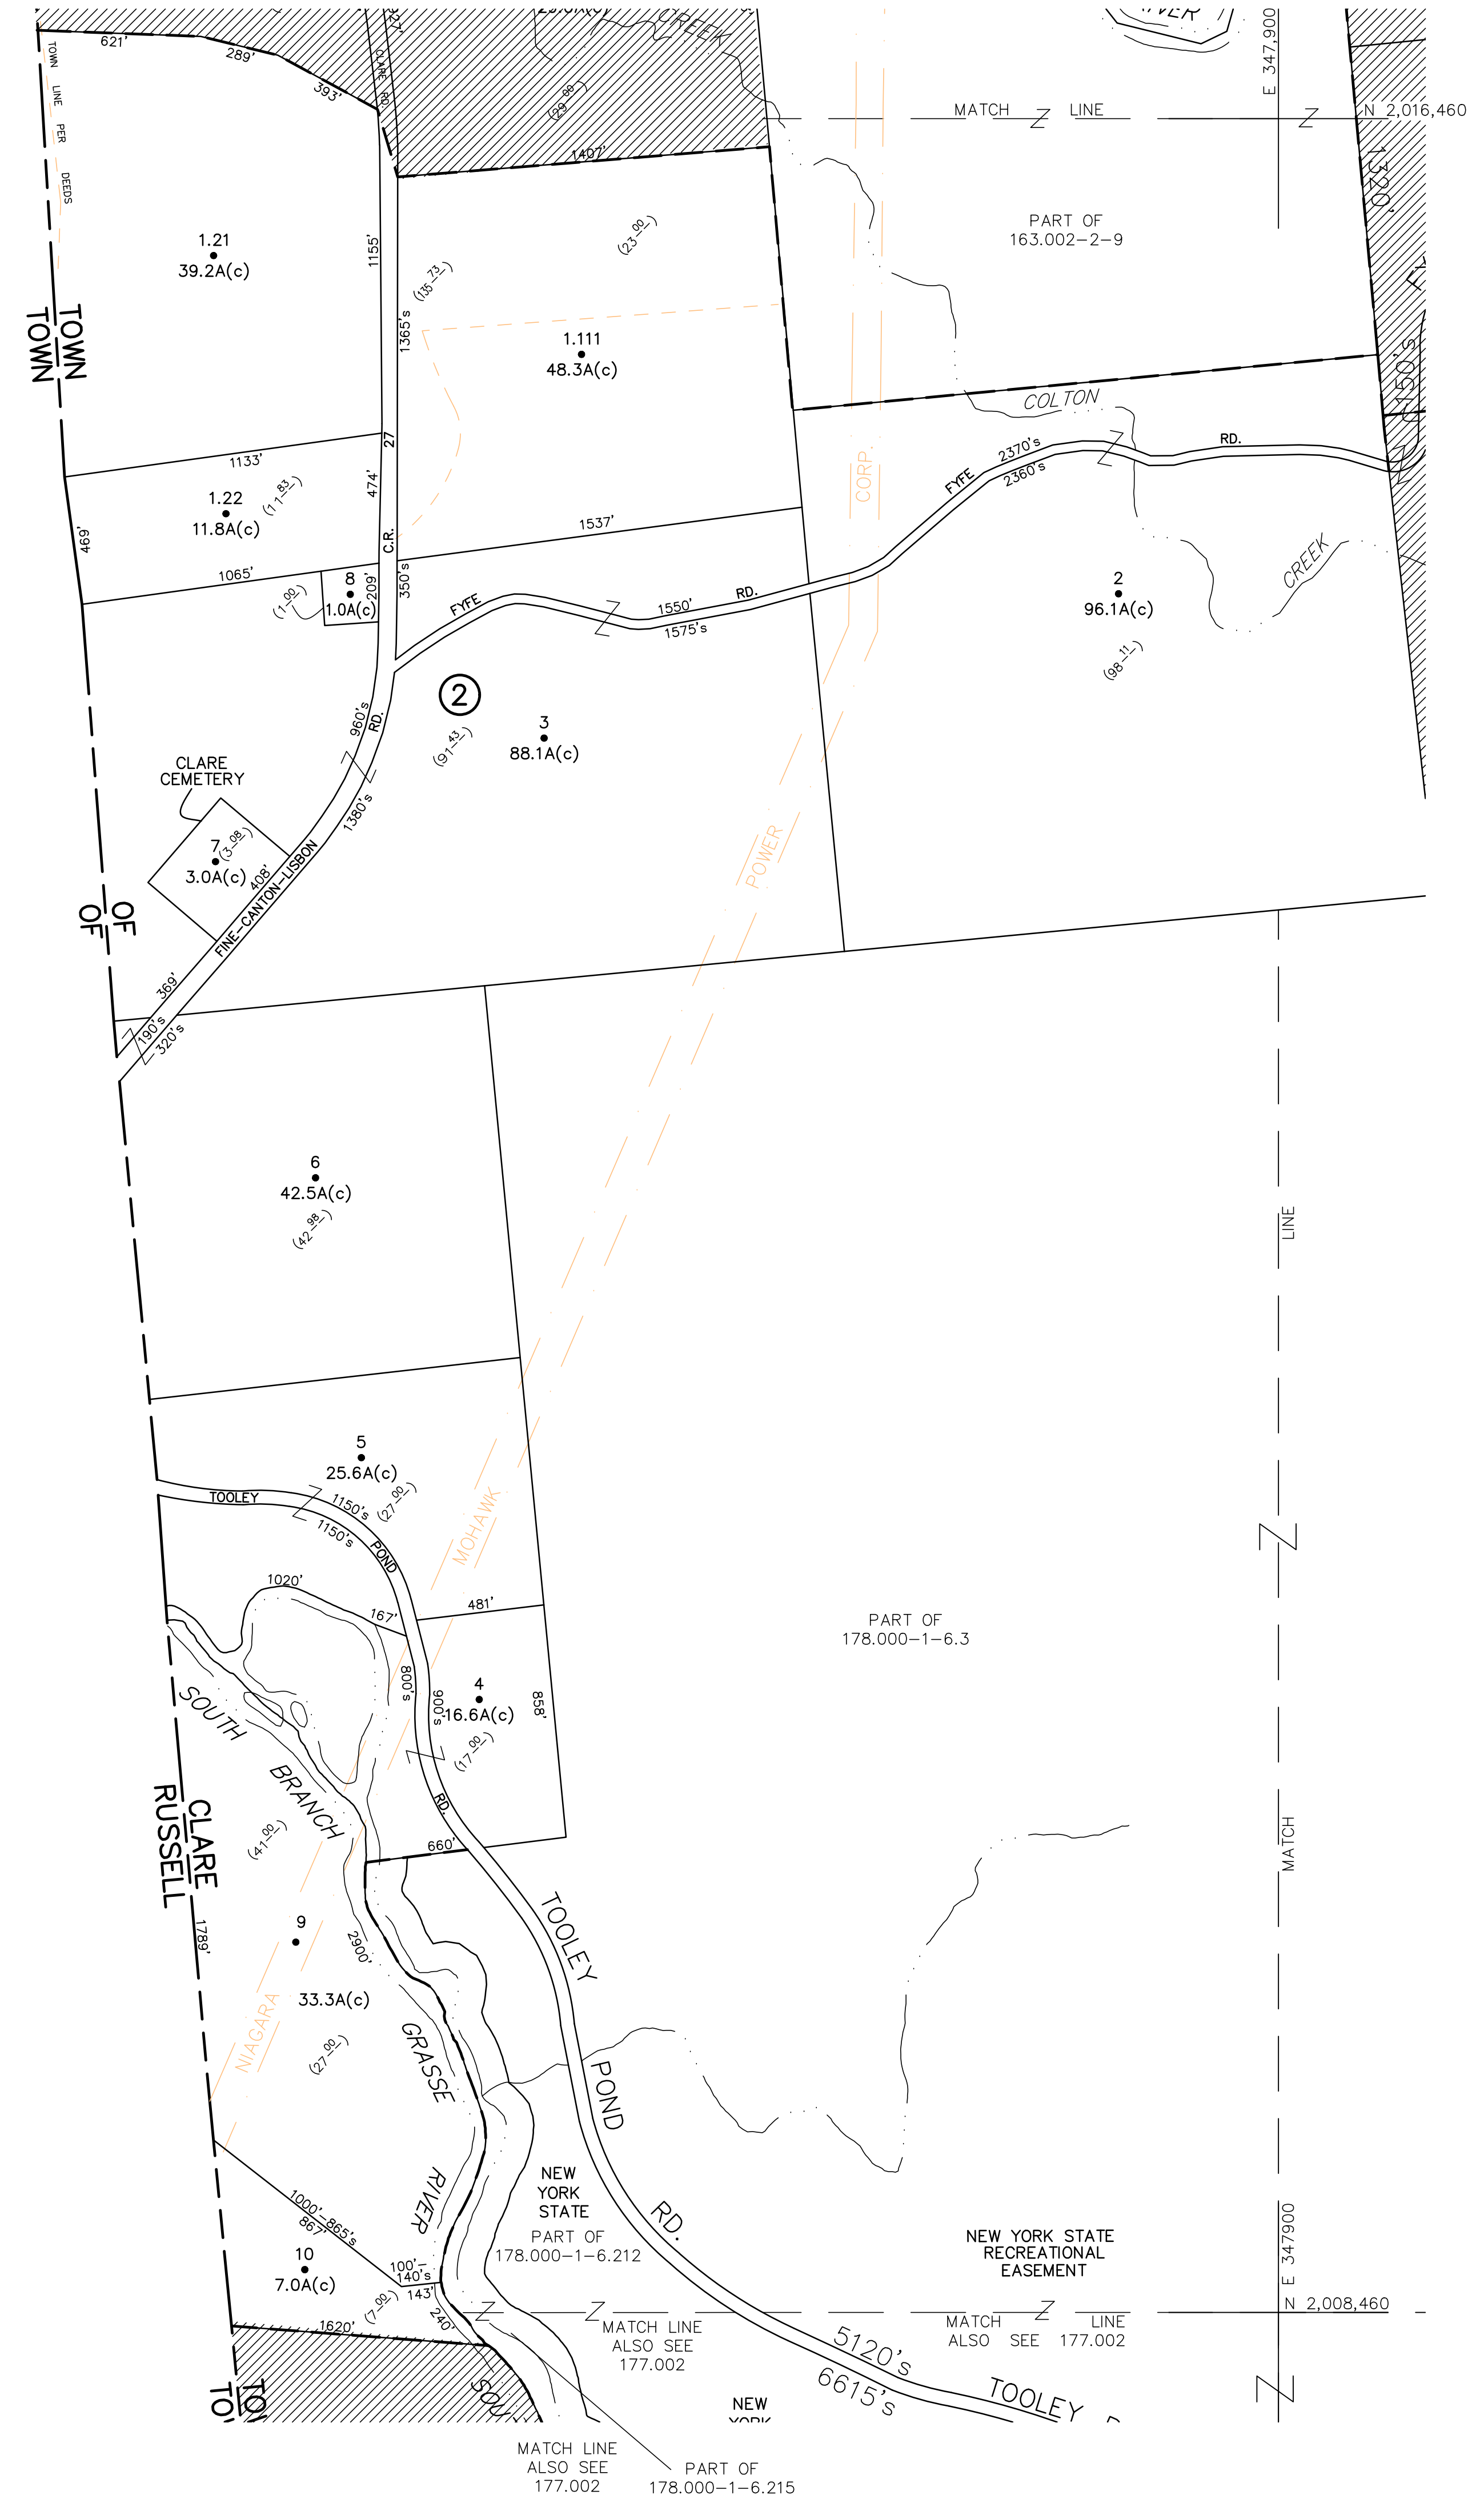 621'
289'
393'
927'
CLARE RD.
CREEK
(29.00)
1407'
E 347,900
MATCH LINE
N 2,016,460
1320'
TOWN LINE PER DEEDS
PART OF
163.002-2-9
1.21
39.2A(c)
1155'
(135.73)
(23.00)
1365's
1.111
48.3A(c)
TOWN
TOWN
COLTON
1133'
27
474'
1.22
11.8A(c)
(11.83)
469'
C.R.
1537'
CORP.
FYFE
2370's
2360's
RD.
CREEK
1065'
8
1.0A(c)
209'
(1.00)
350's
FYFE
1550'
1575's
RD.
2
96.1A(c)
(98.11)
2
960's
RD.
(91.43)
3
88.1A(c)
CLARE
CEMETERY
1380's
7
(3.08)
3.0A(c)
408'
FINE-CANTON-LISBON
POWER
OF
OF
369'
190's
320's
6
42.5A(c)
(42.98)
LINE
5
25.6A(c)
(27.00)
TOOLEY
1150's
1150's
POND
MOHAWK
1020'
167'
481'
PART OF
178.000-1-6.3
800's
900's
4
16.6A(c)
858'
(17.00)
RD.
SOUTH
BRANCH
CLARE
RUSSELL
(41.00)
660'
MATCH
TOOLEY
1789'
9
2900'
33.3A(c)
NIAGARA
(27.00)
GRASSE
POND
RIVER
NEW
YORK
STATE
PART OF
178.000-1-6.212
RD.
NEW YORK STATE
RECREATIONAL
EASEMENT
1000'-865's
867'
10
7.0A(c)
100'-
140's
143'
(7.00)
240'
E 347900
N 2,008,460
1620'
MATCH LINE
ALSO SEE
177.002
MATCH LINE
ALSO SEE 177.002
5120's
6615's
TOOLEY
NEW
MATCH LINE
ALSO SEE
177.002
PART OF
178.000-1-6.215